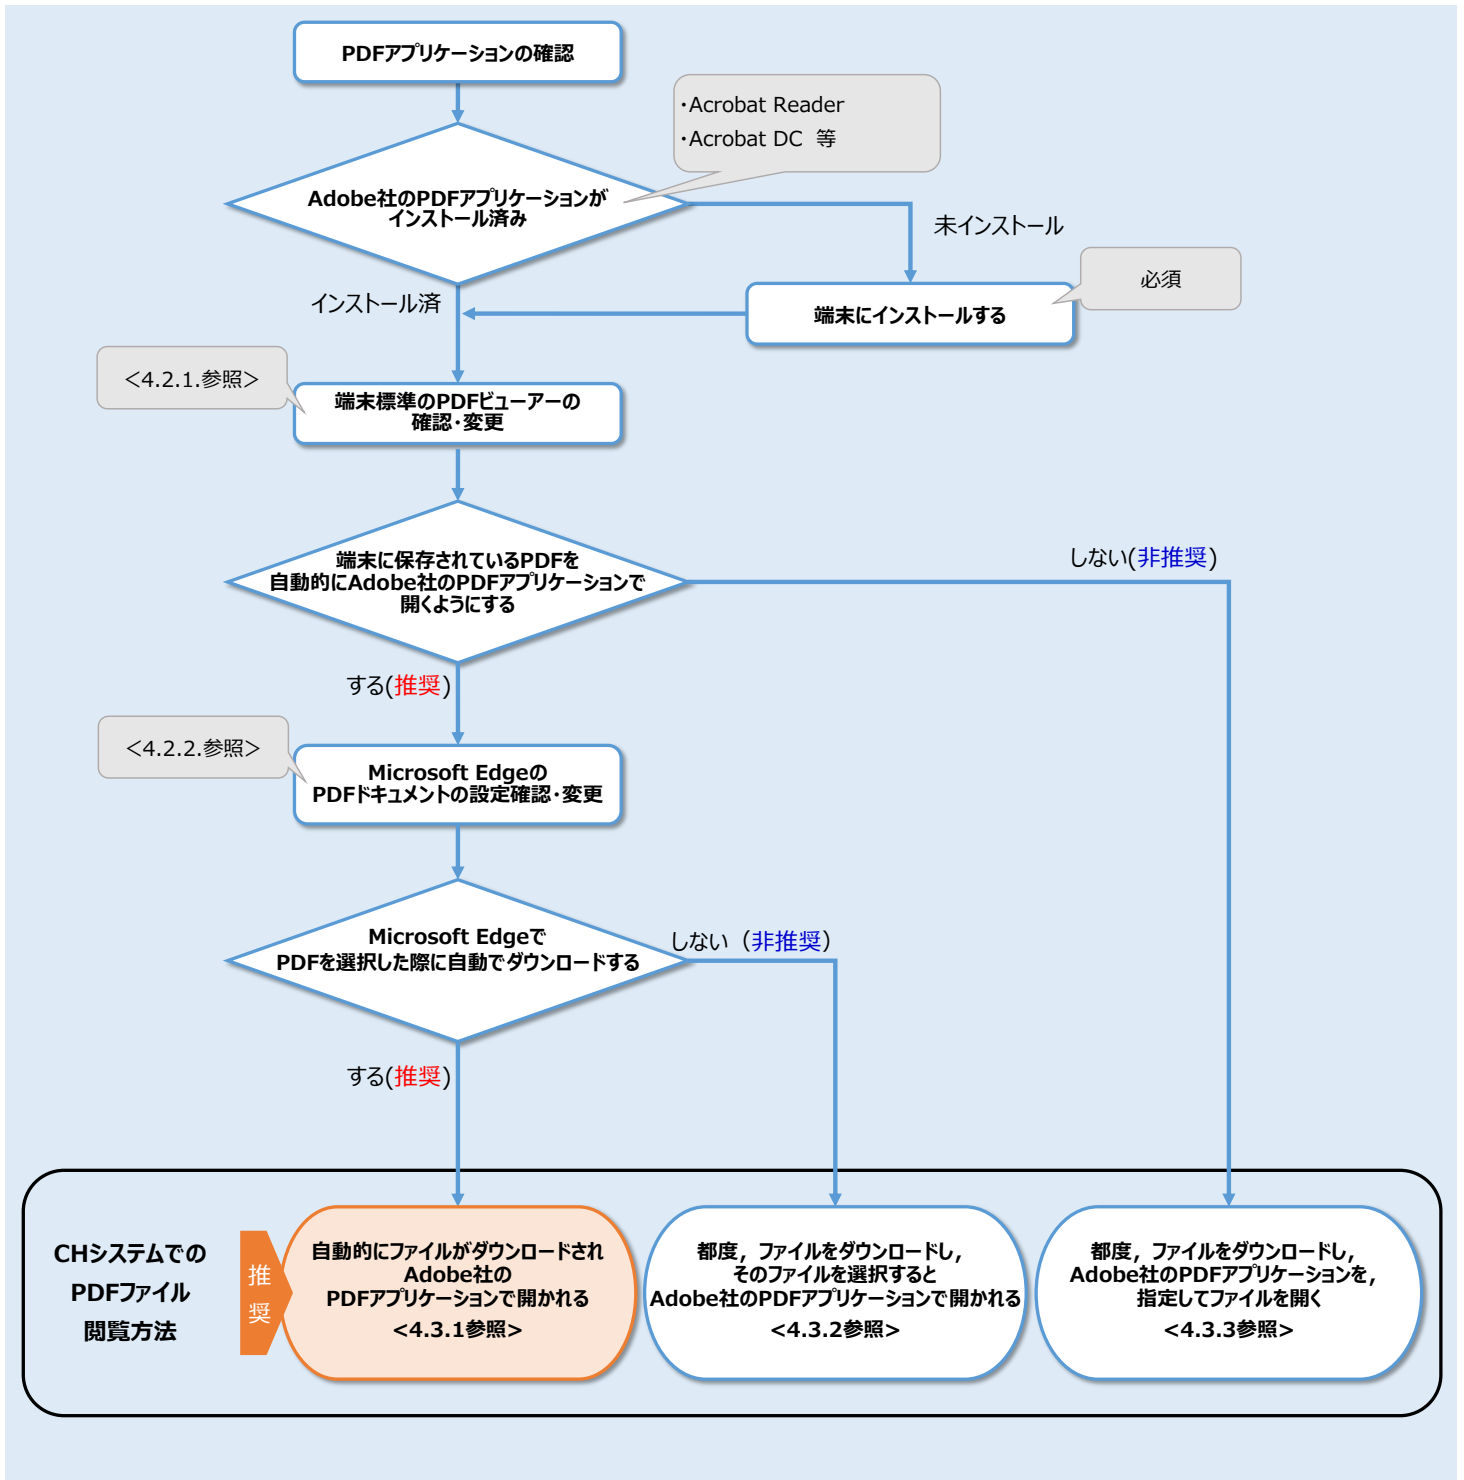 PDFアプリケーションの確認
・Acrobat Reader
・Acrobat DC 等
Adobe社のPDFアプリケーションが
インストール済み
未インストール
必須
インストール済
端末にインストールする
<4.2.1.参照>
端末標準のPDFビューアーの
確認・変更
端末に保存されているPDFを
自動的にAdobe社のPDFアプリケーションで
開くようにする
しない(非推奨)
する(推奨)
<4.2.2.参照>
Microsoft Edgeの
PDFドキュメントの設定確認・変更
Microsoft Edgeで
PDFを選択した際に自動でダウンロードする
しない（非推奨）
する(推奨)
CHシステムでの
PDFファイル
閲覧方法
推
奨
自動的にファイルがダウンロードされ
Adobe社の
PDFアプリケーションで開かれる
<4.3.1参照>
都度，ファイルをダウンロードし，
そのファイルを選択すると
Adobe社のPDFアプリケーションで開かれる
<4.3.2参照>
都度，ファイルをダウンロードし，
Adobe社のPDFアプリケーションを，
指定してファイルを開く
<4.3.3参照>